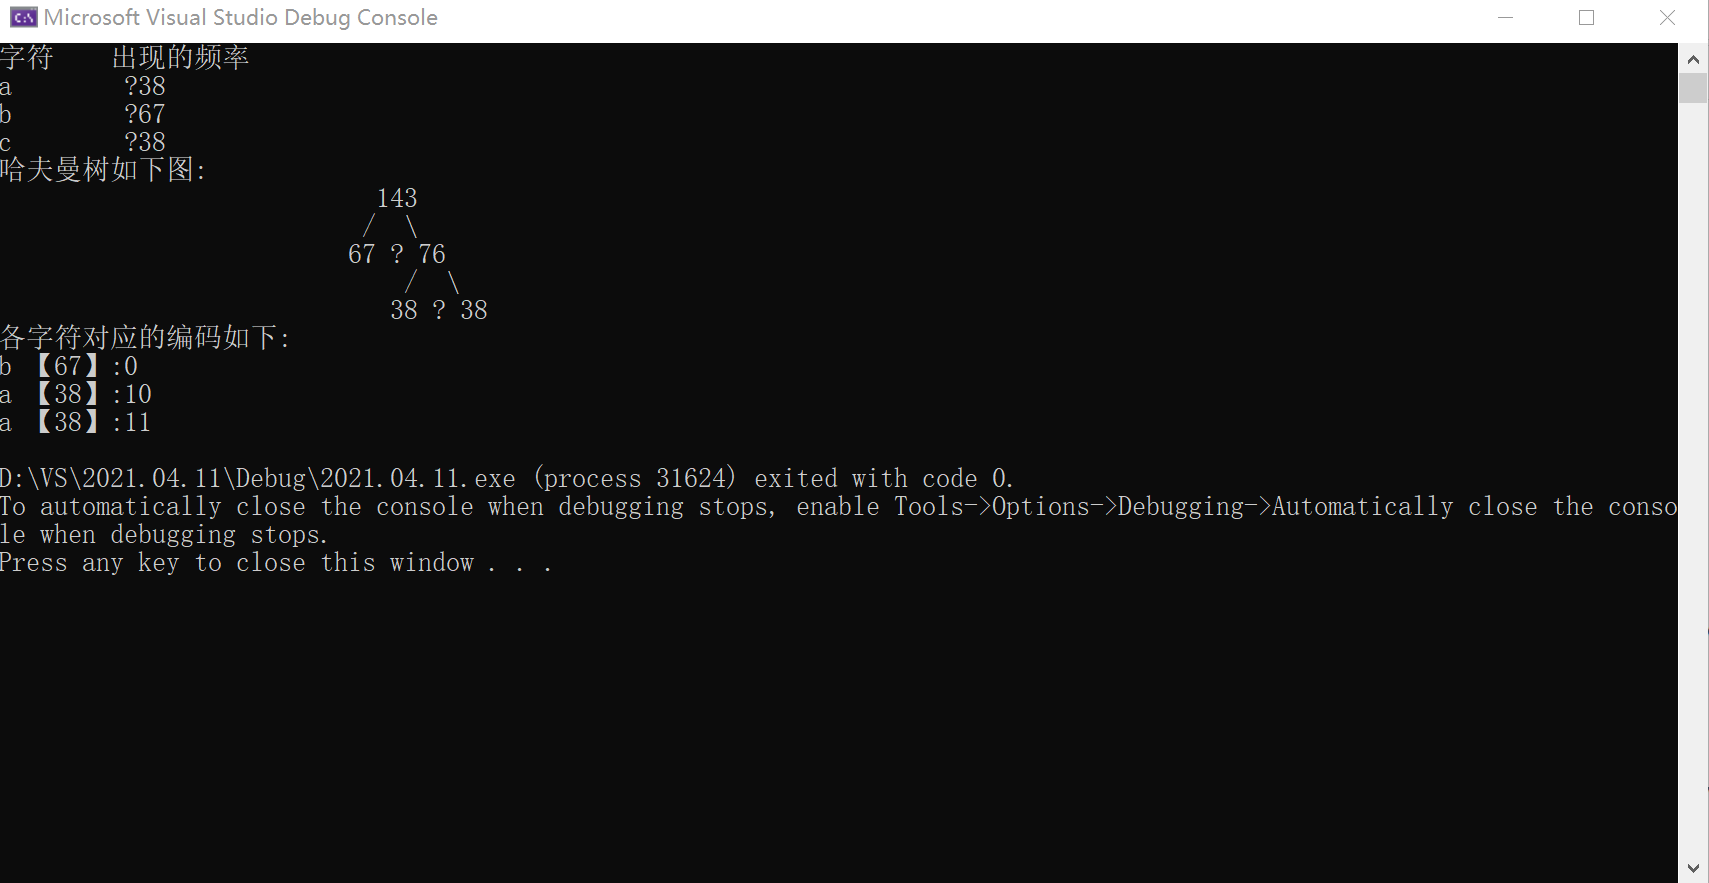 Microsoft Visual Studio Debug Console
字符    出现的频率
a        ?38
b        ?67
c        ?38
哈夫曼树如下图:
                           143
                          /  \
                         67 ? 76
                             /  \
                            38 ? 38
各字符对应的编码如下:
b 【67】:0
a 【38】:10
a 【38】:11
D:\VS\2021.04.11\Debug\2021.04.11.exe (process 31624) exited with code 0.
To automatically close the console when debugging stops, enable Tools->Options->Debugging->Automatically close the conso
le when debugging stops.
Press any key to close this window . . .